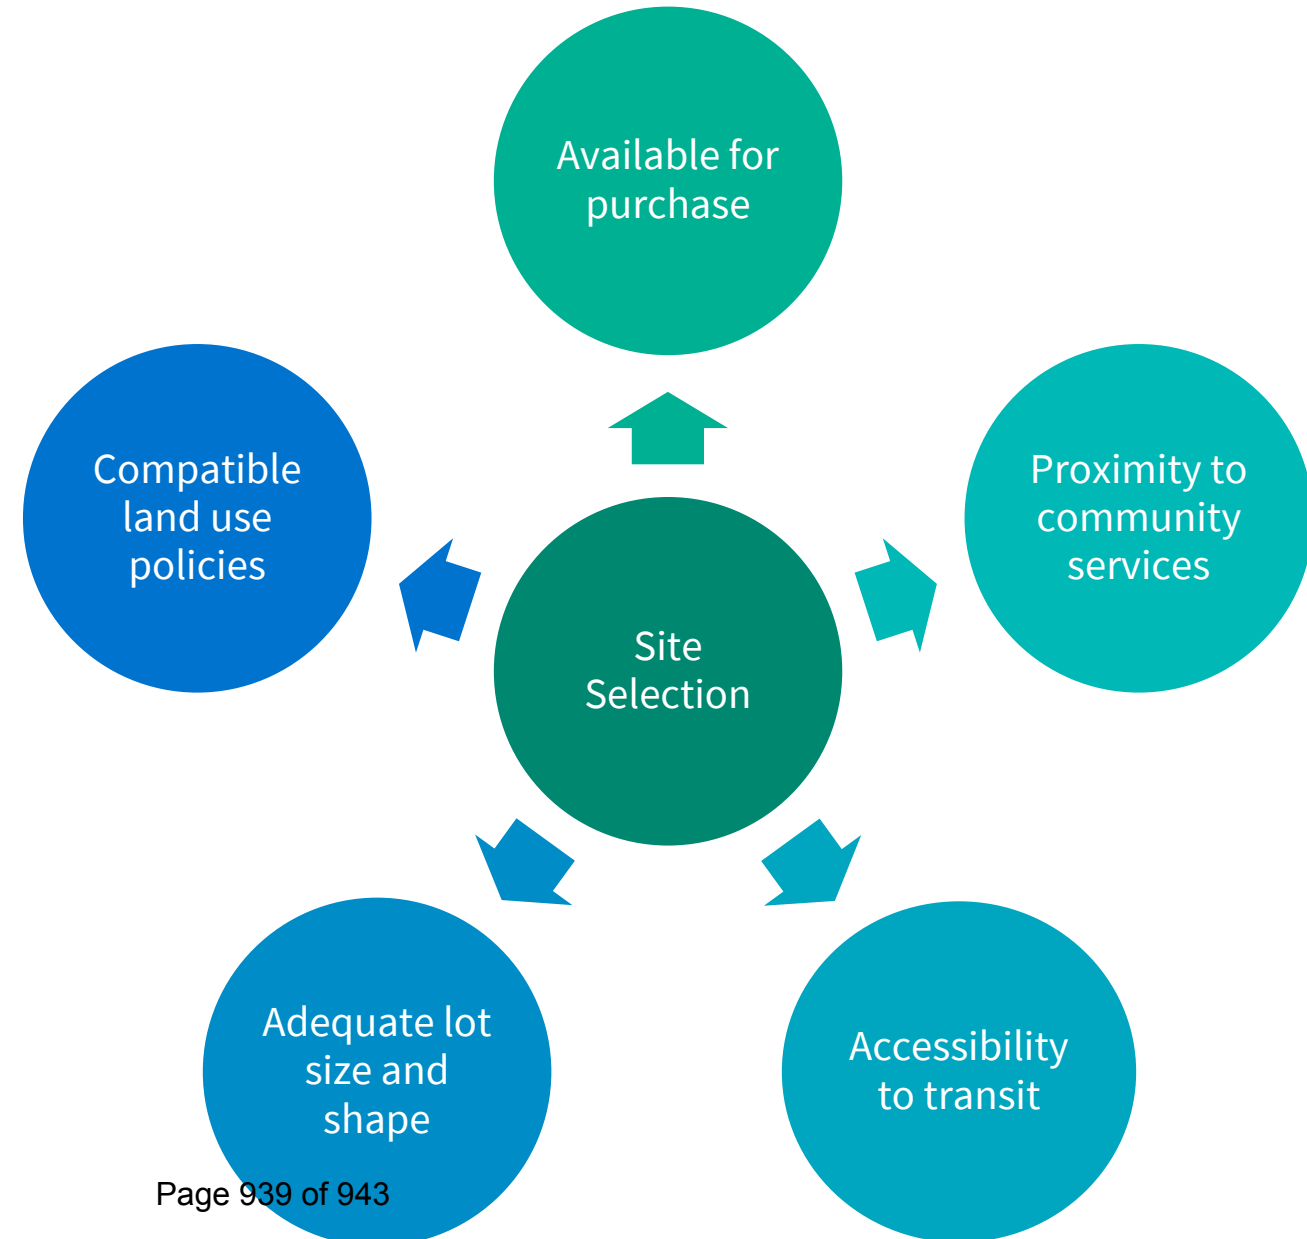 Available for
purchase
Proximity to
community
services
Accessibility
to transit
Adequate lot
size and
shape
Compatible
land use
policies
Site
Selection
Page 939 of 943